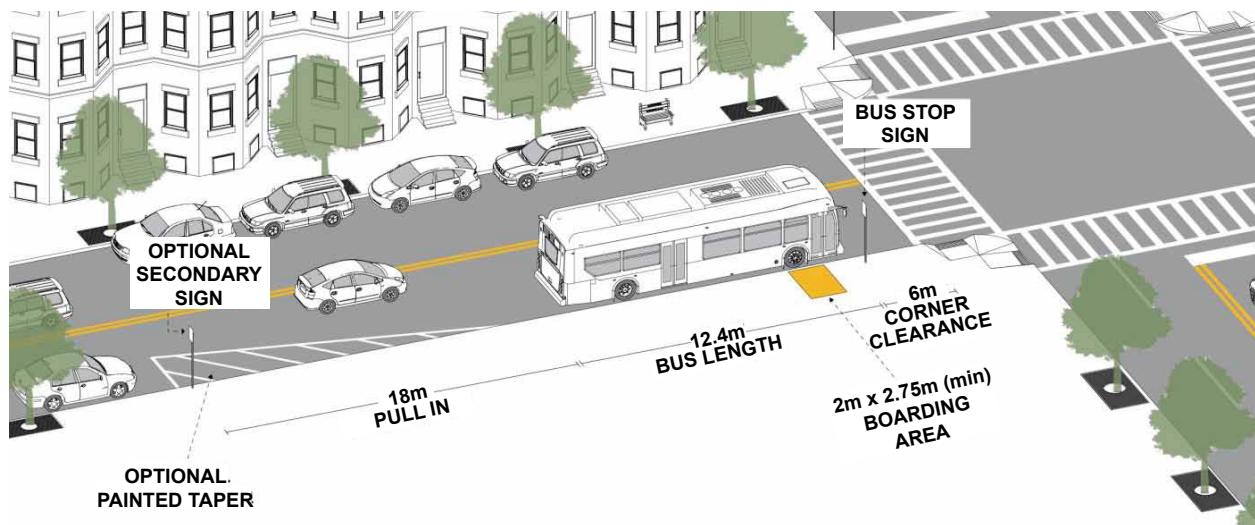 BUS STOP
SIGN
OPTIONAL
SECONDARY
SIGN
6m
CORNER
CLEARANCE
12.4m
BUS LENGTH
18m
PULL IN
2m x 2.75m (min)
BOARDING
AREA
OPTIONAL
PAINTED TAPER